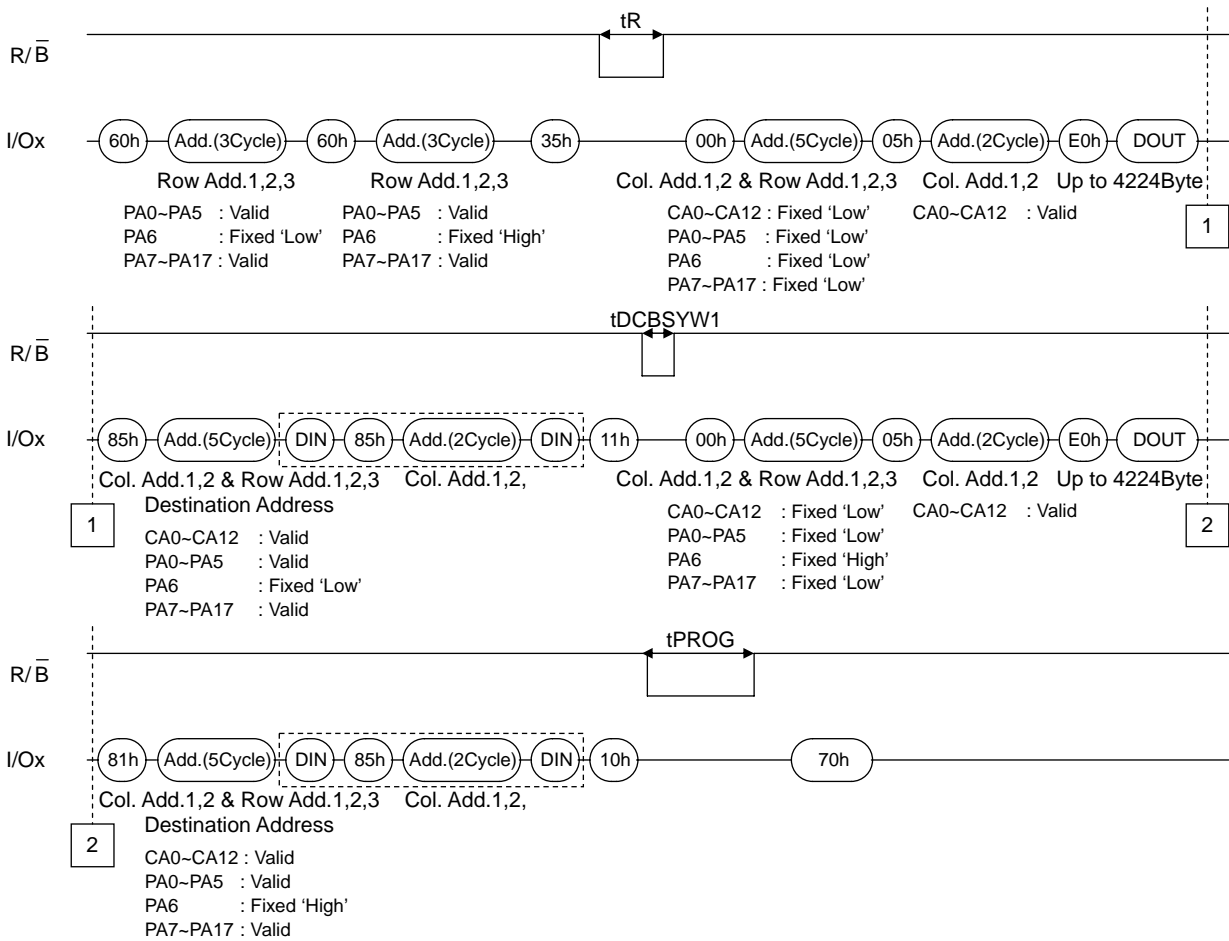 tR
R/B̅
I/Ox 60h Add.(3Cycle) 60h Add.(3Cycle) 35h 00h Add.(5Cycle) 05h Add.(2Cycle) E0h DOUT
Row Add.1,2,3 Row Add.1,2,3 Col. Add.1,2 & Row Add.1,2,3 Col. Add.1,2 Up to 4224Byte
PA0~PA5 : Valid PA0~PA5 : Valid CA0~CA12 : Fixed ‘Low’ CA0~CA12 : Valid
PA6 : Fixed ‘Low’ PA6 : Fixed ‘High’ PA0~PA5 : Fixed ‘Low’
PA7~PA17 : Valid PA7~PA17 : Valid PA6 : Fixed ‘Low’
PA7~PA17 : Fixed ‘Low’
1
tDCBSYW1
R/B̅
I/Ox 85h Add.(5Cycle) DIN 85h Add.(2Cycle) DIN 11h 00h Add.(5Cycle) 05h Add.(2Cycle) E0h DOUT
Col. Add.1,2 & Row Add.1,2,3 Col. Add.1,2, Col. Add.1,2 & Row Add.1,2,3 Col. Add.1,2 Up to 4224Byte
1
Destination Address
CA0~CA12 : Valid
PA0~PA5 : Valid
PA6 : Fixed ‘Low’
PA7~PA17 : Valid
CA0~CA12 : Fixed ‘Low’ CA0~CA12 : Valid
PA0~PA5 : Fixed ‘Low’
PA6 : Fixed ‘High’
PA7~PA17 : Fixed ‘Low’
2
tPROG
R/B̅
I/Ox 81h Add.(5Cycle) DIN 85h Add.(2Cycle) DIN 10h 70h
Col. Add.1,2 & Row Add.1,2,3 Col. Add.1,2,
2
Destination Address
CA0~CA12 : Valid
PA0~PA5 : Valid
PA6 : Fixed ‘High’
PA7~PA17 : Valid